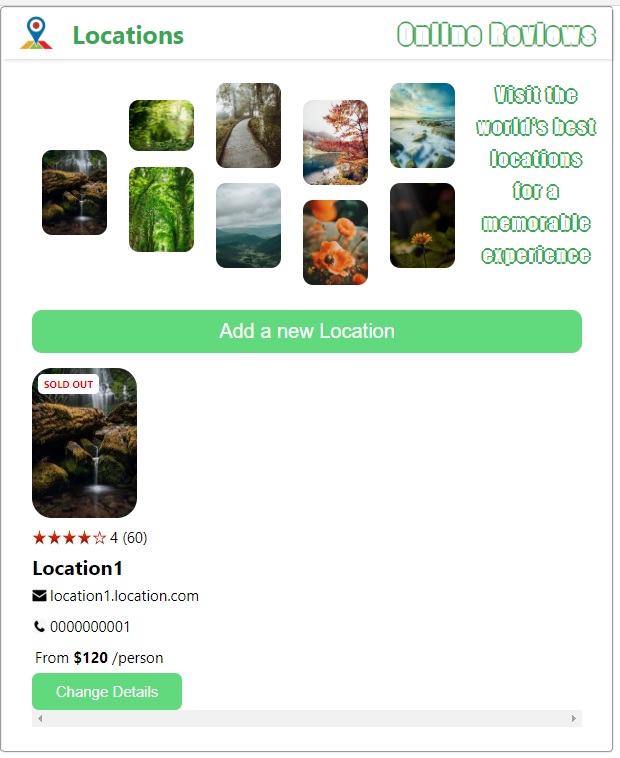 Locations
Online Reviews
Visit the
world's best
locations
for a
memorable
experience
Add a new Location
SOLD OUT
★★★★☆ 4 (60)
Location1
location1.location.com
0000000001
From $120 /person
Change Details